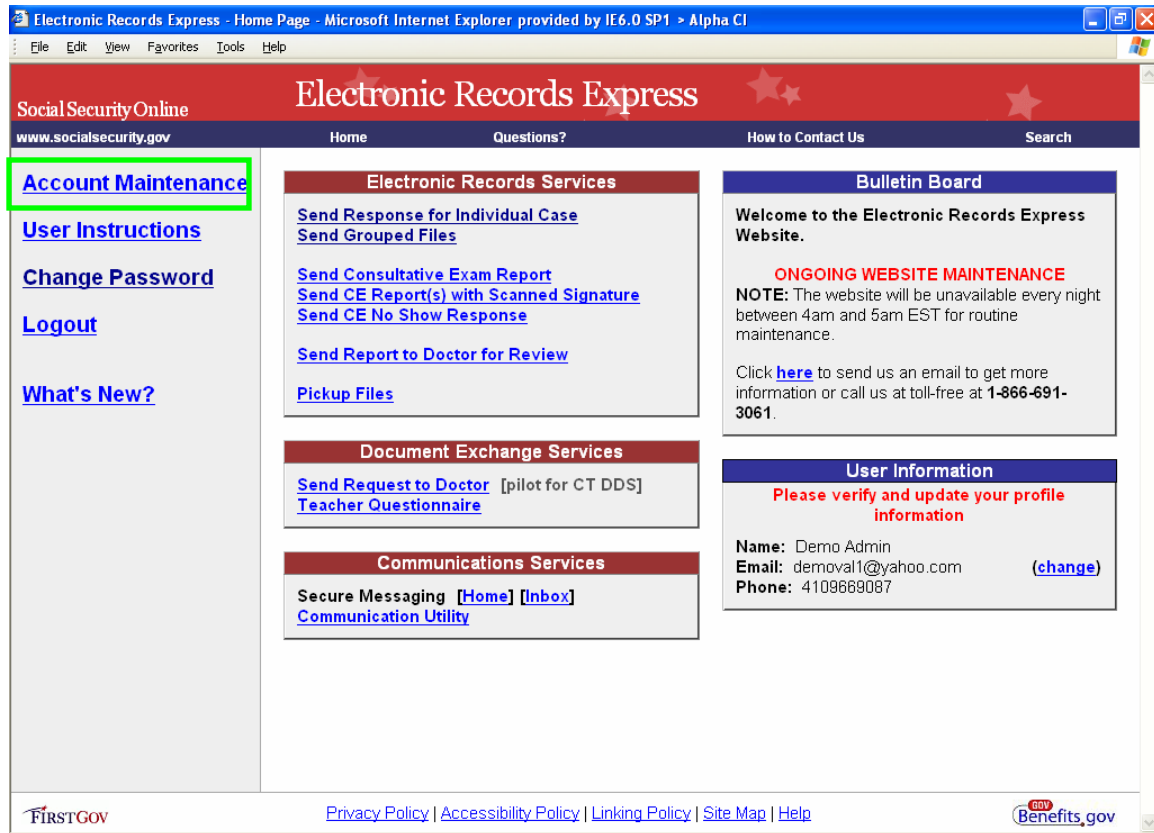 Electronic Records Express - Home Page - Microsoft Internet Explorer provided by IE6.0 SP1 > Alpha CI
File Edit View Favorites Tools Help
Social Security Online
Electronic Records Express
www.socialsecurity.gov
Home Questions? How to Contact Us Search
Account Maintenance
User Instructions
Change Password
Logout
What's New?
Electronic Records Services
Send Response for Individual Case
Send Grouped Files
Send Consultative Exam Report
Send CE Report(s) with Scanned Signature
Send CE No Show Response
Send Report to Doctor for Review
Pickup Files
Document Exchange Services
Send Request to Doctor [pilot for CT DDS]
Teacher Questionnaire
Communications Services
Secure Messaging [Home] [Inbox]
Communication Utility
Bulletin Board
Welcome to the Electronic Records Express
Website.
ONGOING WEBSITE MAINTENANCE
NOTE: The website will be unavailable every night
between 4am and 5am EST for routine
maintenance.
Click here to send us an email to get more
information or call us at toll-free at 1-866-691-
3061.
User Information
Please verify and update your profile
information
Name: Demo Admin
Email: demoval1@yahoo.com (change)
Phone: 4109669087
FIRSTGOV
Privacy Policy | Accessibility Policy | Linking Policy | Site Map | Help
GOV
Benefits.gov